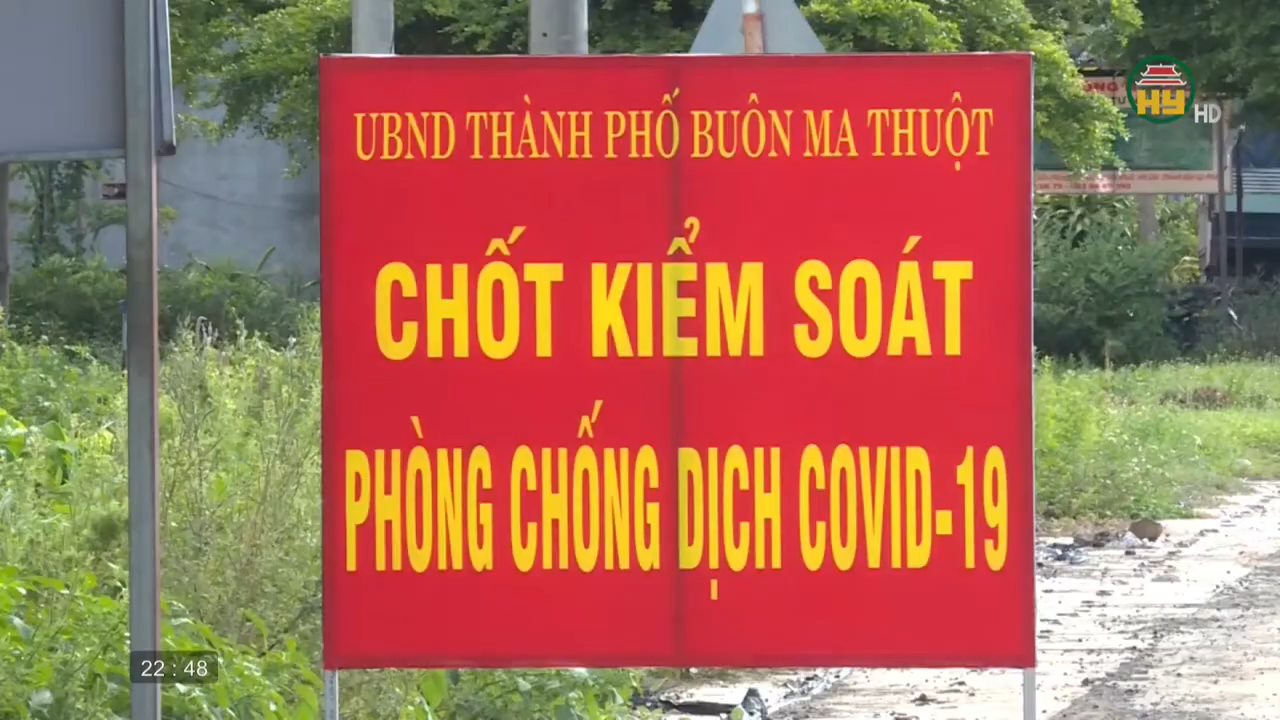 UBND THÀNH PHỐ BUÔN MA THUỘT
CHỐT KIỂM SOÁT
PHÒNG CHỐNG DỊCH COVID-19
HY HD
22 : 48